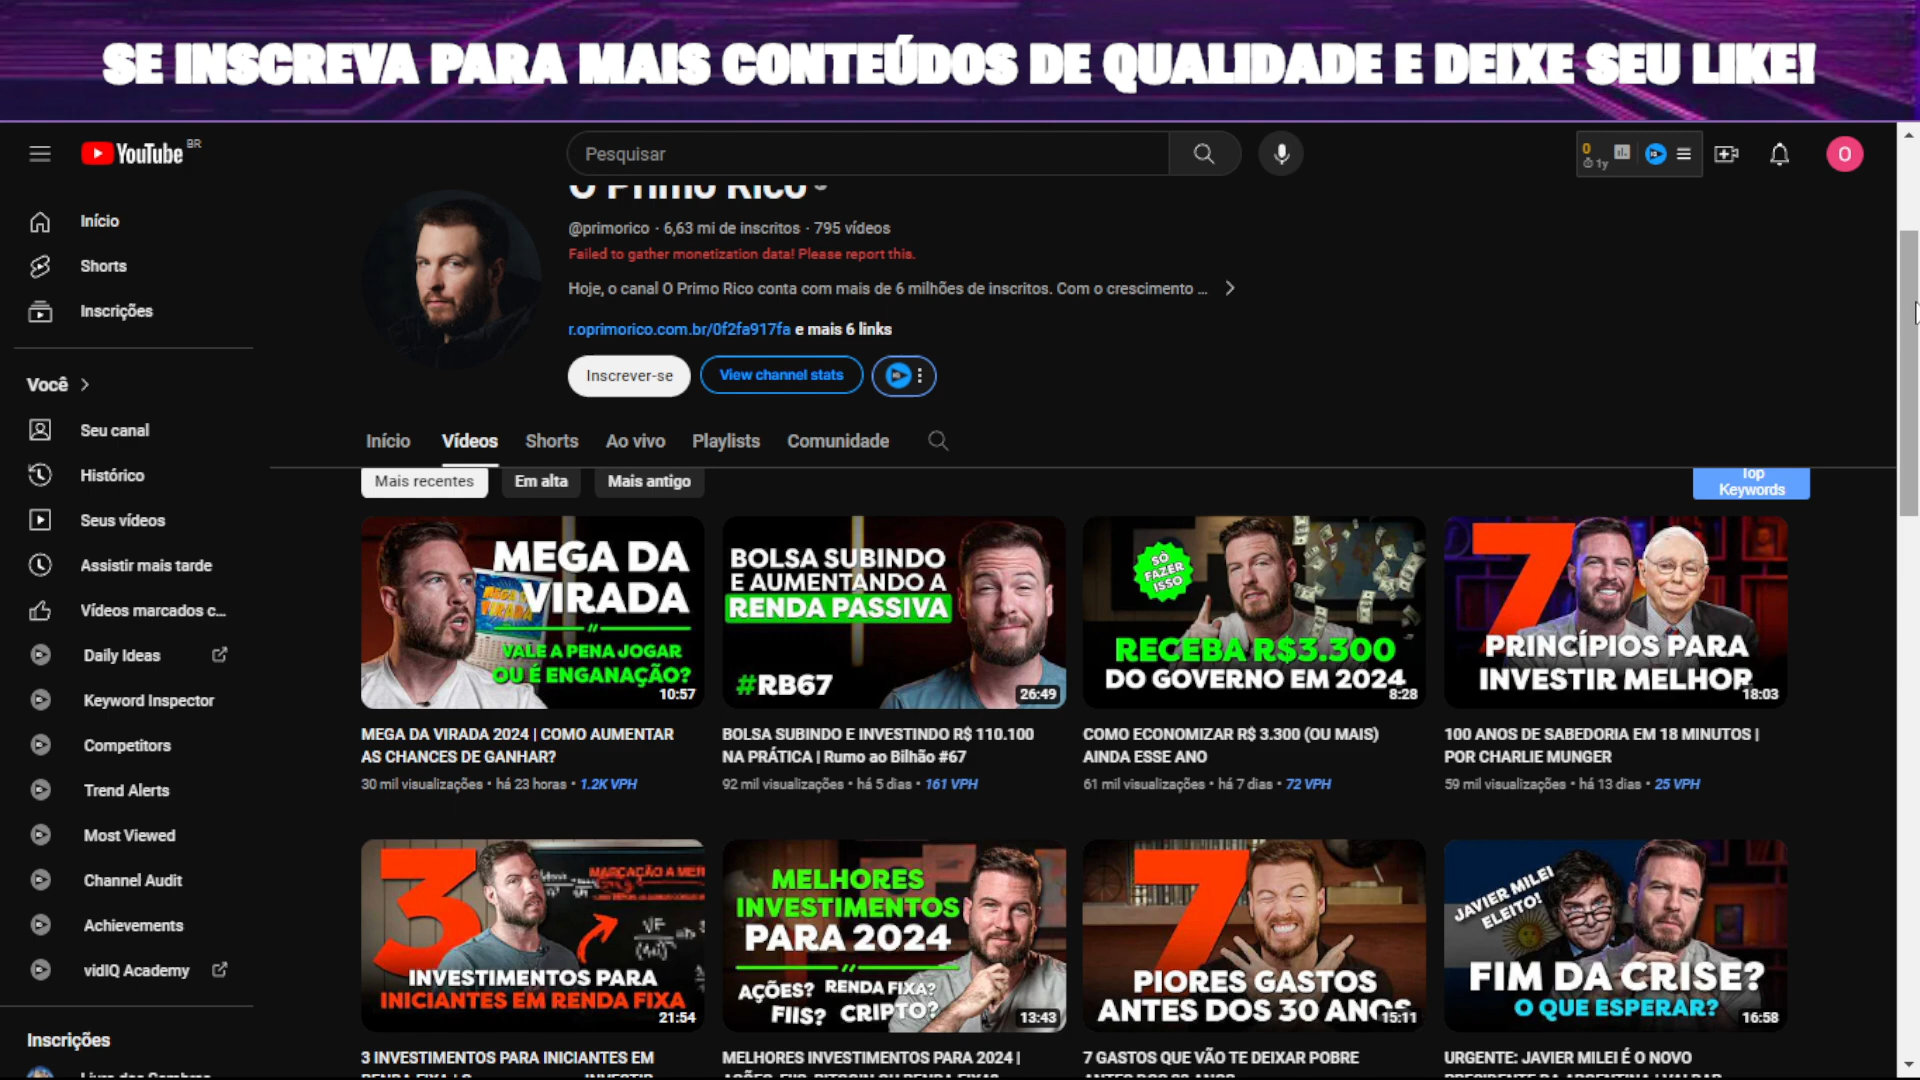 SE INSCREVA PARA MAIS CONTEÚDOS DE QUALIDADE E DEIXE SEU LIKE!
YouTube BR
Pesquisar
0
1y
O
Início
Shorts
Inscrições
Você
Seu canal
Histórico
Seus vídeos
Assistir mais tarde
Vídeos marcados c...
Daily Ideas
Keyword Inspector
Competitors
Trend Alerts
Most Viewed
Channel Audit
Achievements
vidIQ Academy
Inscrições
O Primo Rico
@primorico · 6,63 mi de inscritos · 795 vídeos
Failed to gather monetization data! Please report this.
Hoje, o canal O Primo Rico conta com mais de 6 milhões de inscritos. Com o crescimento ...
r.oprimorico.com.br/0f2fa917fa e mais 6 links
Inscrever-se
View channel stats
Início Vídeos Shorts Ao vivo Playlists Comunidade
Mais recentes Em alta Mais antigo
Top
Keywords
MEGA DA
VIRADA
VALE A PENA JOGAR
OU É ENGANAÇÃO?
10:57
BOLSA SUBINDO
E AUMENTANDO A
RENDA PASSIVA
#RB67
26:49
SÓ
FAZER
ISSO
RECEBA R$3.300
DO GOVERNO EM 2024
8:28
7
PRINCÍPIOS PARA
INVESTIR MELHOR
18:03
MEGA DA VIRADA 2024 | COMO AUMENTAR
AS CHANCES DE GANHAR?
30 mil visualizações • há 23 horas • 1.2K VPH
BOLSA SUBINDO E INVESTINDO R$ 110.100
NA PRÁTICA | Rumo ao Bilhão #67
92 mil visualizações • há 5 dias • 161 VPH
COMO ECONOMIZAR R$ 3.300 (OU MAIS)
AINDA ESSE ANO
61 mil visualizações • há 7 dias • 72 VPH
100 ANOS DE SABEDORIA EM 18 MINUTOS |
POR CHARLIE MUNGER
59 mil visualizações • há 13 dias • 25 VPH
3
MARCAÇÃO A MER
INVESTIMENTOS PARA
INICIANTES EM RENDA FIXA
21:54
MELHORES
INVESTIMENTOS
PARA 2024
AÇÕES? RENDA FIXA?
FIIS? CRIPTO?
13:43
7
PIORES GASTOS
ANTES DOS 30 ANOS
15:11
JAVIER MILEI
ELEITO!
FIM DA CRISE?
O QUE ESPERAR?
16:58
3 INVESTIMENTOS PARA INICIANTES EM
MELHORES INVESTIMENTOS PARA 2024 |
7 GASTOS QUE VÃO TE DEIXAR POBRE
URGENTE: JAVIER MILEI É O NOVO